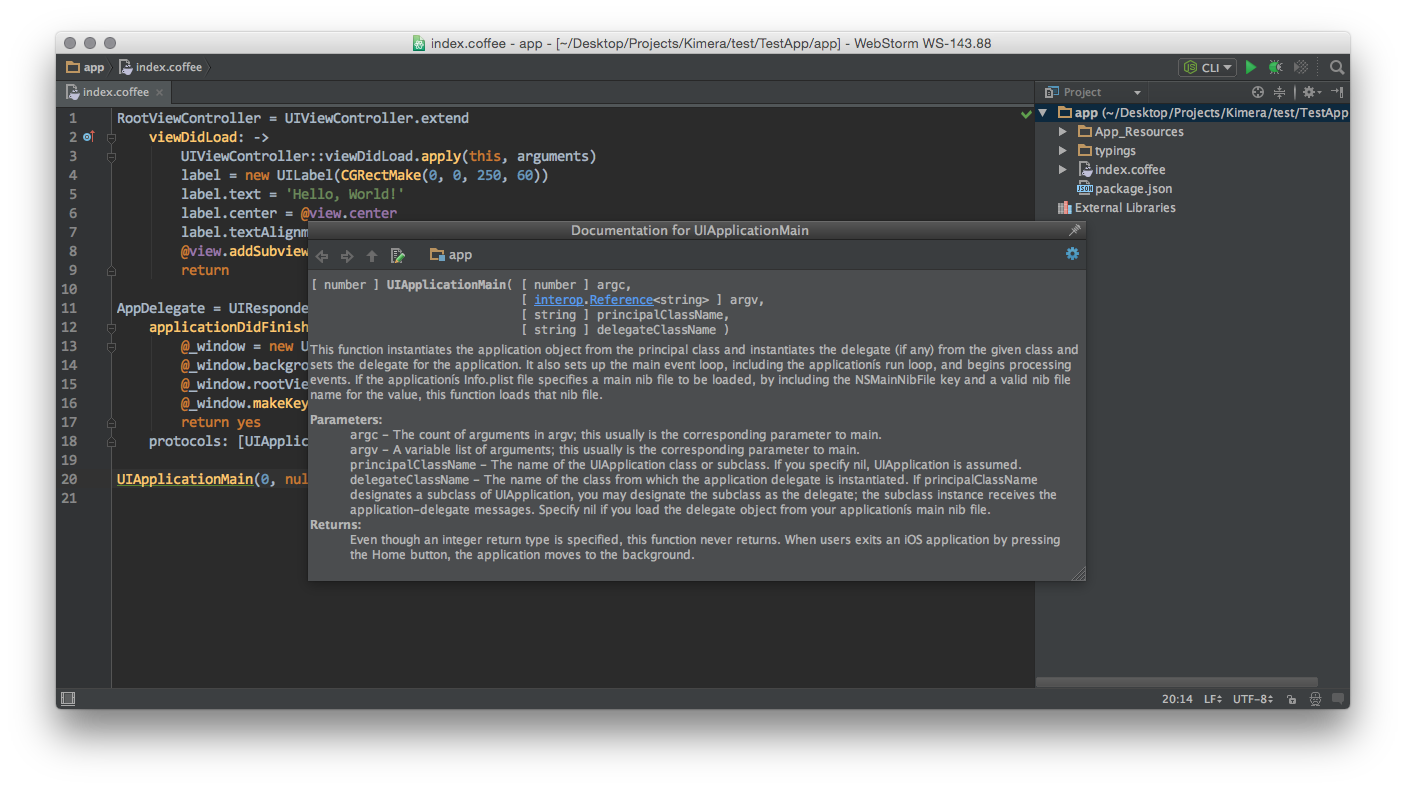 index.coffee - app - [~/Desktop/Projects/Kimera/test/TestApp/app] - WebStorm WS-143.88
app index.coffee CLI
index.coffee × Project
1 RootViewController = UIViewController.extend
2 viewDidLoad: ->
3 UIViewController::viewDidLoad.apply(this, arguments)
4 label = new UILabel(CGRectMake(0, 0, 250, 60))
5 label.text = 'Hello, World!'
6 label.center = @view.center
7 label.textAlignm
8 @view.addSubview
9 return
10
11 AppDelegate = UIResponde
12 applicationDidFinish
13 @_window = new U
14 @_window.backgro
15 @_window.rootVie
16 @_window.makeKey
17 return yes
18 protocols: [UIApplic
19
20 UIApplicationMain(0, nul
21
Documentation for UIApplicationMain
app
[ number ] UIApplicationMain( [ number ] argc,
[ interop.Reference<string> ] argv,
[ string ] principalClassName,
[ string ] delegateClassName )
This function instantiates the application object from the principal class and instantiates the delegate (if any) from the given class and
sets the delegate for the application. It also sets up the main event loop, including the applicationís run loop, and begins processing
events. If the applicationís Info.plist file specifies a main nib file to be loaded, by including the NSMainNibFile key and a valid nib file
name for the value, this function loads that nib file.
Parameters:
argc – The count of arguments in argv; this usually is the corresponding parameter to main.
argv – A variable list of arguments; this usually is the corresponding parameter to main.
principalClassName – The name of the UIApplication class or subclass. If you specify nil, UIApplication is assumed.
delegateClassName – The name of the class from which the application delegate is instantiated. If principalClassName
designates a subclass of UIApplication, you may designate the subclass as the delegate; the subclass instance receives the
application-delegate messages. Specify nil if you load the delegate object from your applicationís main nib file.
Returns:
Even though an integer return type is specified, this function never returns. When users exits an iOS application by pressing
the Home button, the application moves to the background.
app (~/Desktop/Projects/Kimera/test/TestApp
App_Resources
typings
index.coffee
JSON package.json
External Libraries
20:14 LF UTF-8